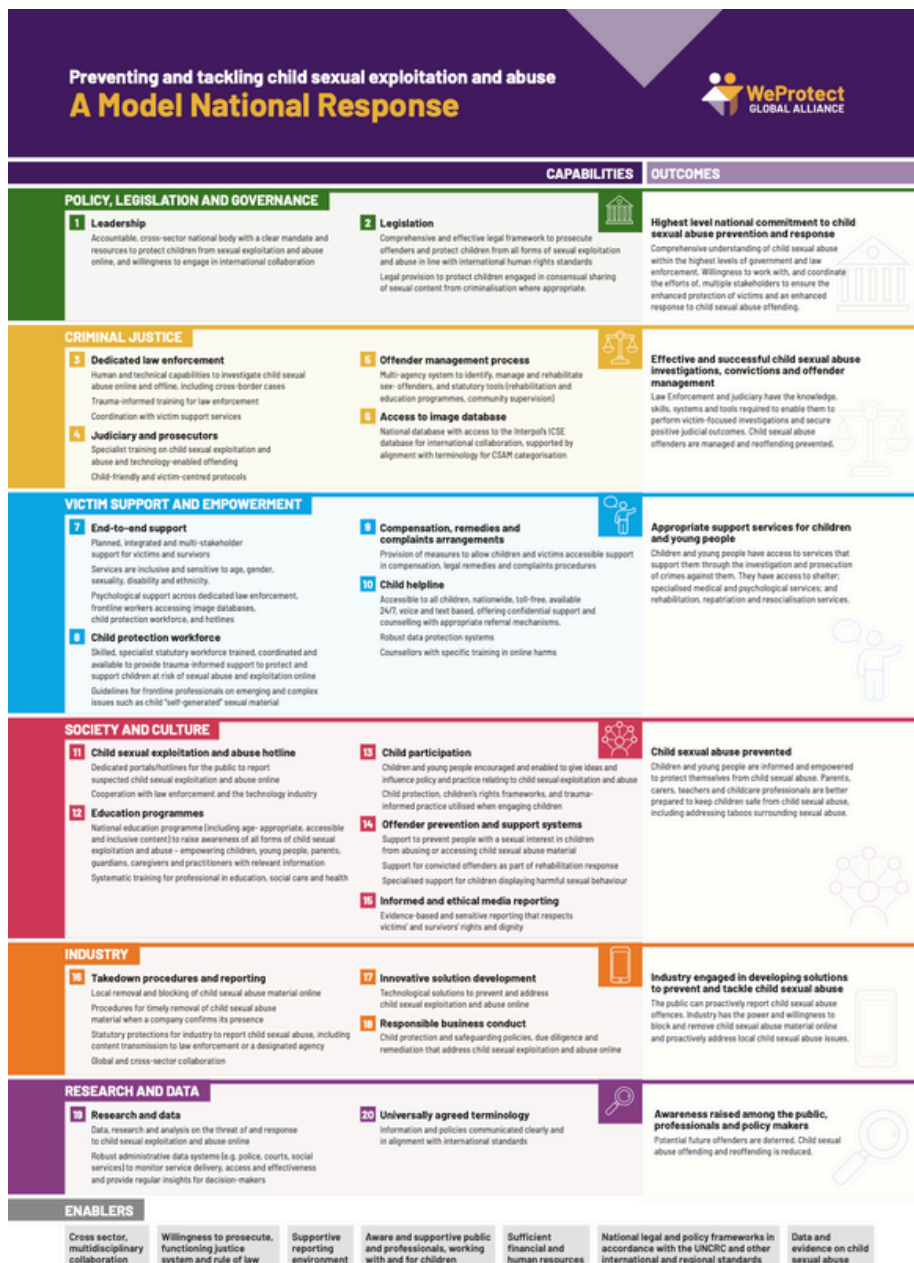 Preventing and tackling child sexual exploitation and abuse
A Model National Response
WeProtect
GLOBAL ALLIANCE
CAPABILITIES
OUTCOMES
POLICY, LEGISLATION AND GOVERNANCE
1 Leadership
Accountable, cross-sector national body with a clear mandate and
resources to protect children from sexual exploitation and abuse
online, and willingness to engage in international collaboration
2 Legislation
Comprehensive and effective legal framework to prosecute
offenders and protect children from all forms of sexual exploitation
and abuse in line with international human rights standards
Legal provision to protect children engaged in consensual sharing
of sexual content from criminalisation where appropriate.
Highest level national commitment to child
sexual abuse prevention and response
Comprehensive understanding of child sexual abuse
within the highest levels of government and law
enforcement. Willingness to work with, and coordinate
the efforts of, multiple stakeholders to ensure the
enhanced protection of victims and an enhanced
response to child sexual abuse offending.
CRIMINAL JUSTICE
3 Dedicated law enforcement
Human and technical capabilities to investigate child sexual
abuse online and offline, including cross-border cases
Trauma-informed training for law enforcement
Coordination with victim support services
4 Judiciary and prosecutors
Specialist training on child sexual exploitation and
abuse and technology-enabled offending
Child-friendly and victim-centred protocols
5 Offender management process
Multi-agency system to identify, manage and rehabilitate
sex- offenders, and statutory tools (rehabilitation and
education programmes, community supervision)
6 Access to image database
National database with access to the Interpol's ICSE
database for international collaboration, supported by
alignment with terminology for CSAM categorisation
Effective and successful child sexual abuse
investigations, convictions and offender
management
Law Enforcement and judiciary have the knowledge,
skills, systems and tools required to enable them to
perform victim-focused investigations and secure
positive judicial outcomes. Child sexual abuse
offenders are managed and reoffending prevented.
VICTIM SUPPORT AND EMPOWERMENT
7 End-to-end support
Planned, integrated and multi-stakeholder
support for victims and survivors
Services are inclusive and sensitive to age, gender,
sexuality, disability and ethnicity.
Psychological support across dedicated law enforcement,
frontline workers accessing image databases,
child protection workforce, and hotlines
8 Child protection workforce
Skilled, specialist statutory workforce trained, coordinated and
available to provide trauma-informed support to protect and
support children at risk of sexual abuse and exploitation online
Guidelines for frontline professionals on emerging and complex
issues such as child "self-generated" sexual material
9 Compensation, remedies and
complaints arrangements
Provision of measures to allow children and victims accessible support
in compensation, legal remedies and complaints procedures
10 Child helpline
Accessible to all children, nationwide, toll-free, available
24/7, voice and text based, offering confidential support and
counselling with appropriate referral mechanisms.
Robust data protection systems
Counsellors with specific training in online harms
Appropriate support services for children
and young people
Children and young people have access to services that
support them through the investigation and prosecution
of crimes against them. They have access to shelter;
specialised medical and psychological services; and
rehabilitation, repatriation and resocialisation services.
SOCIETY AND CULTURE
11 Child sexual exploitation and abuse hotline
Dedicated portals/hotlines for the public to report
suspected child sexual exploitation and abuse online
Cooperation with law enforcement and the technology industry
12 Education programmes
National education programme (including age- appropriate, accessible
and inclusive content) to raise awareness of all forms of child sexual
exploitation and abuse – empowering children, young people, parents,
guardians, caregivers and practitioners with relevant information
Systematic training for professional in education, social care and health
13 Child participation
Children and young people encouraged and enabled to give ideas and
influence policy and practice relating to child sexual exploitation and abuse
Child protection, children's rights frameworks, and trauma-
informed practice utilised when engaging children
14 Offender prevention and support systems
Support to prevent people with a sexual interest in children
from abusing or accessing child sexual abuse material
Support for convicted offenders as part of rehabilitation response
Specialised support for children displaying harmful sexual behaviour
15 Informed and ethical media reporting
Evidence-based and sensitive reporting that respects
victims' and survivors' rights and dignity
Child sexual abuse prevented
Children and young people are informed and empowered
to protect themselves from child sexual abuse. Parents,
carers, teachers and childcare professionals are better
prepared to keep children safe from child sexual abuse,
including addressing taboos surrounding sexual abuse.
INDUSTRY
16 Takedown procedures and reporting
Local removal and blocking of child sexual abuse material online
Procedures for timely removal of child sexual abuse
material when a company confirms its presence
Statutory protections for industry to report child sexual abuse, including
content transmission to law enforcement or a designated agency
Global and cross-sector collaboration
17 Innovative solution development
Technological solutions to prevent and address
child sexual exploitation and abuse online
18 Responsible business conduct
Child protection and safeguarding policies, due diligence and
remediation that address child sexual exploitation and abuse online
Industry engaged in developing solutions
to prevent and tackle child sexual abuse
The public can proactively report child sexual abuse
offences. Industry has the power and willingness to
block and remove child sexual abuse material online
and proactively address local child sexual abuse issues.
RESEARCH AND DATA
19 Research and data
Data, research and analysis on the threat of and response
to child sexual exploitation and abuse online
Robust administrative data systems (e.g. police, courts, social
services) to monitor service delivery, access and effectiveness
and provide regular insights for decision-makers
20 Universally agreed terminology
Information and policies communicated clearly and
in alignment with international standards
Awareness raised among the public,
professionals and policy makers
Potential future offenders are deterred. Child sexual
abuse offending and reoffending is reduced.
ENABLERS
Cross sector,
multidisciplinary
collaboration
Willingness to prosecute,
functioning justice
system and rule of law
Supportive
reporting
environment
Aware and supportive public
and professionals, working
with and for children
Sufficient
financial and
human resources
National legal and policy frameworks in
accordance with the UNCRC and other
international and regional standards
Data and
evidence on child
sexual abuse